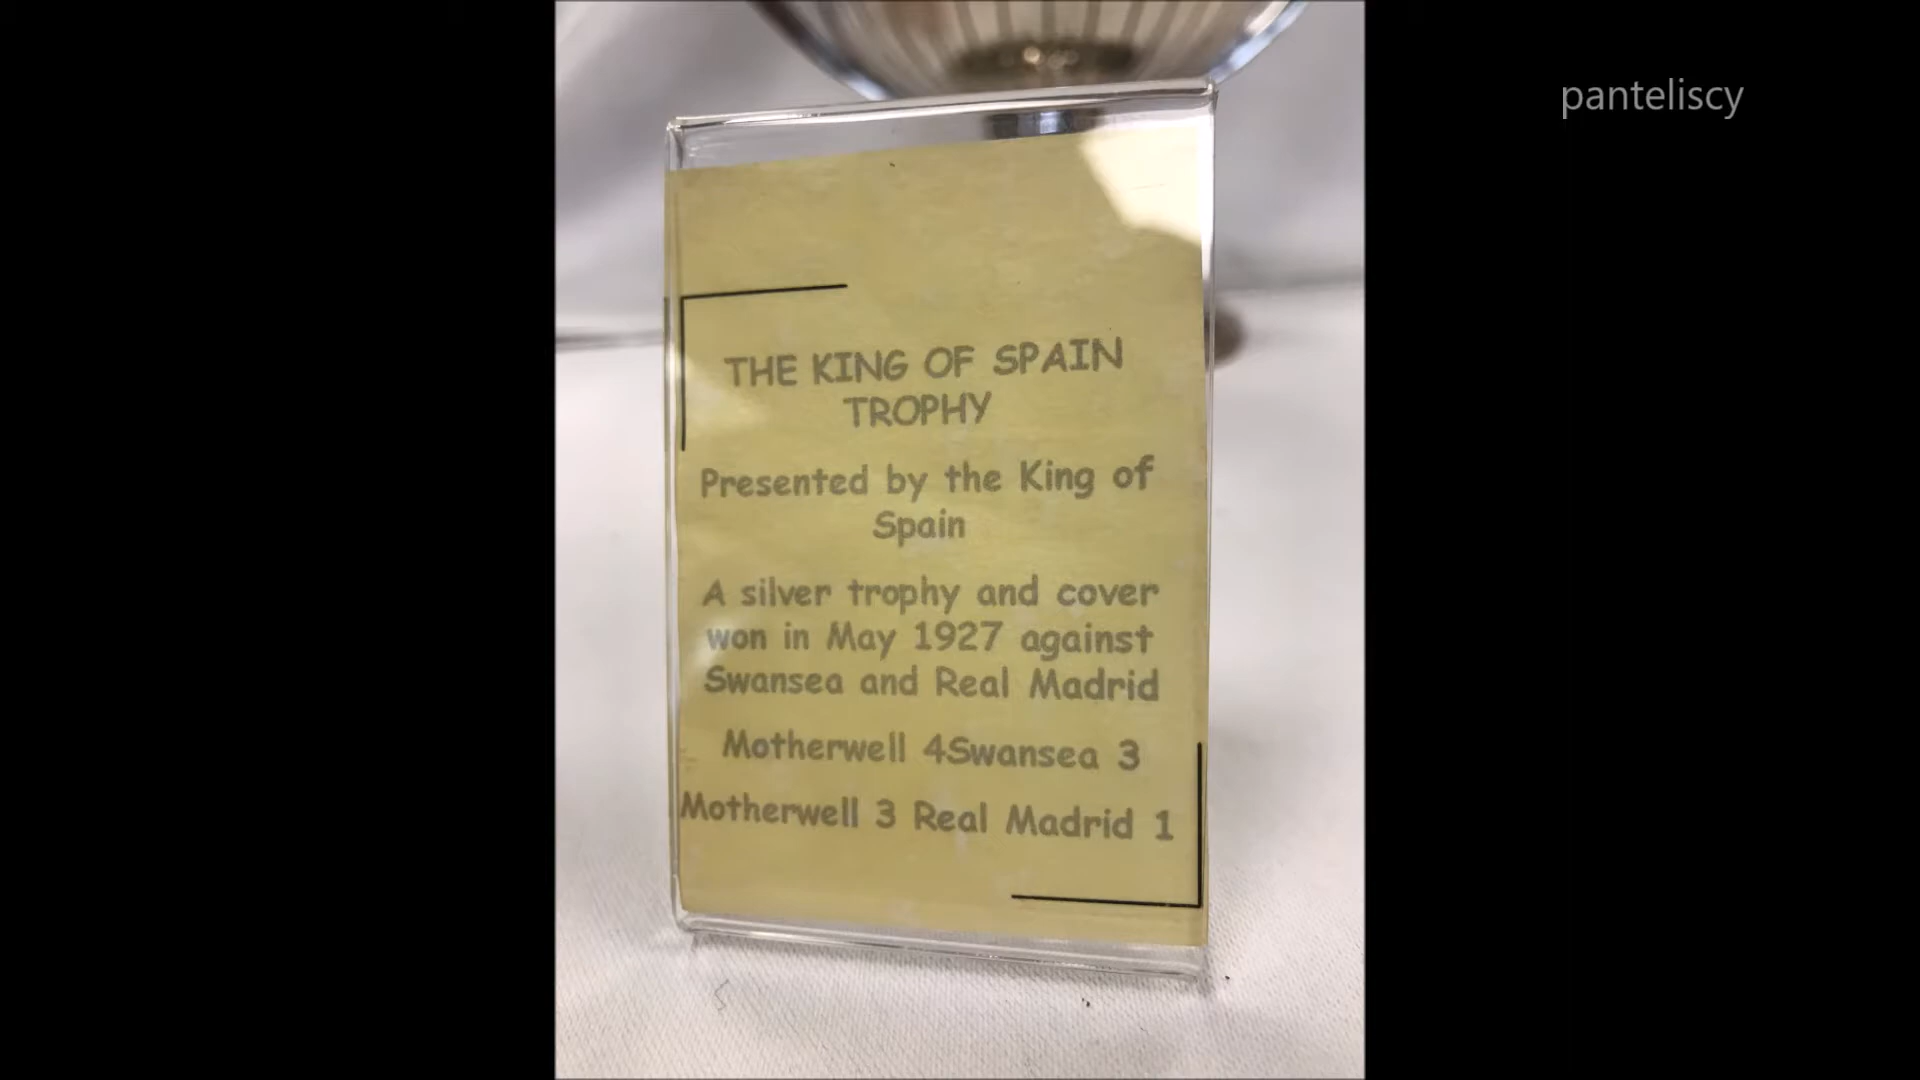 panteliscy
THE KING OF SPAIN
TROPHY
Presented by the King of
Spain
A silver trophy and cover
won in May 1927 against
Swansea and Real Madrid
Motherwell 4Swansea 3
Motherwell 3 Real Madrid 1